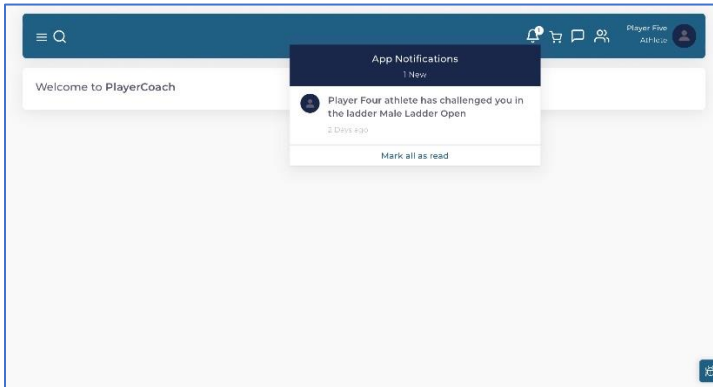 1
Player Five
Athlete
App Notifications
1 New
Welcome to PlayerCoach
Player Four athlete has challenged you in
the ladder Male Ladder Open
2 Days ago
Mark all as read